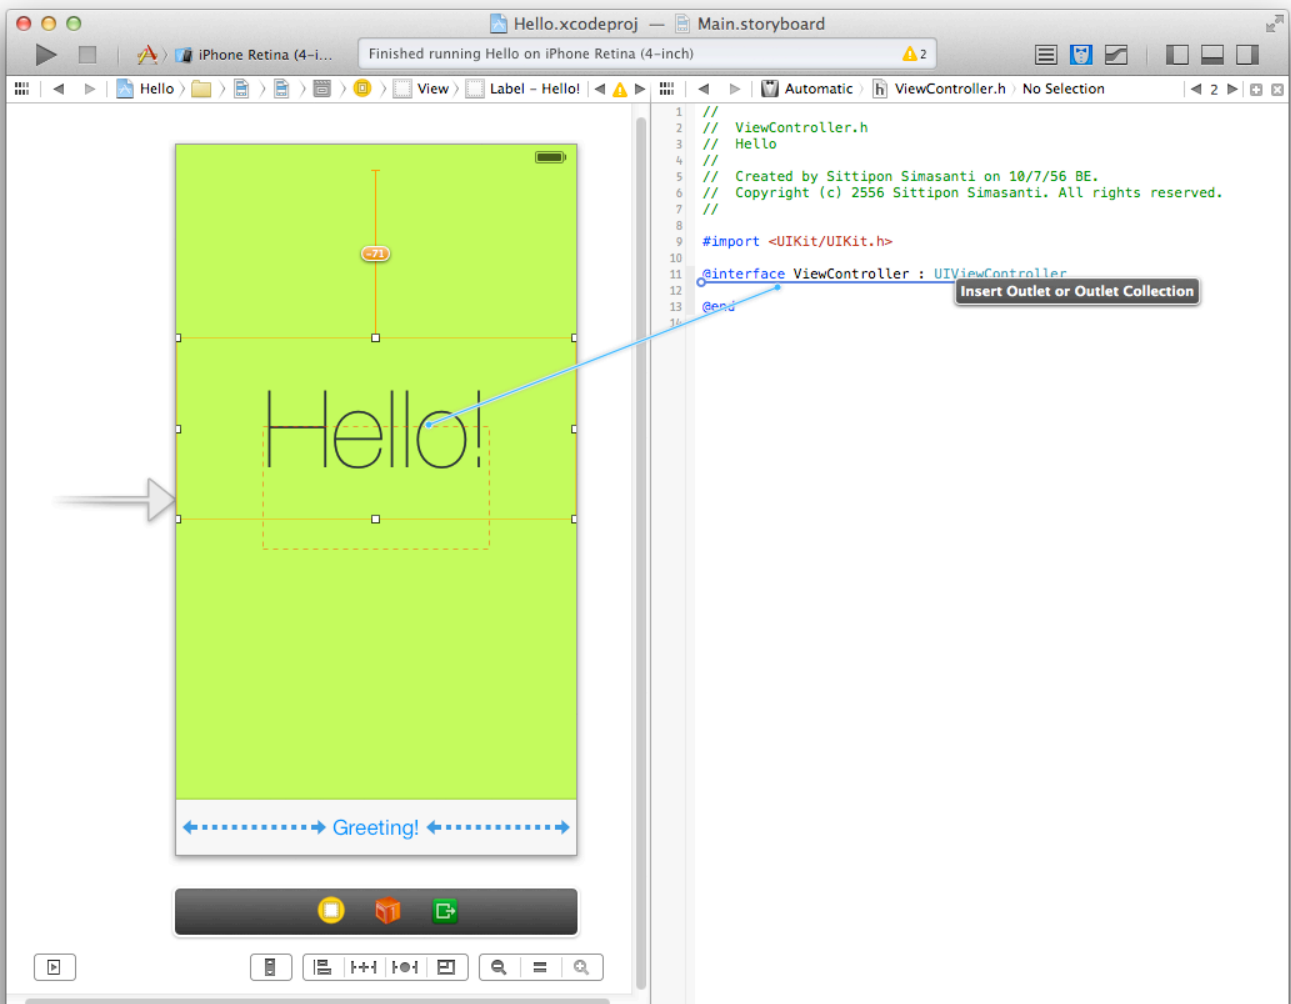 Hello.xcodeproj — Main.storyboard
iPhone Retina (4-i...
Finished running Hello on iPhone Retina (4-inch)
2
Hello
View
Label - Hello!
Automatic
ViewController.h
No Selection
2
1 //
2 //  ViewController.h
3 //  Hello
4 //
5 //  Created by Sittipon Simasanti on 10/7/56 BE.
6 //  Copyright (c) 2556 Sittipon Simasanti. All rights reserved.
7 //
8
9 #import <UIKit/UIKit.h>
10
11 @interface ViewController : UIViewController
Insert Outlet or Outlet Collection
12
13 @end
14
-71
Hello!
Greeting!